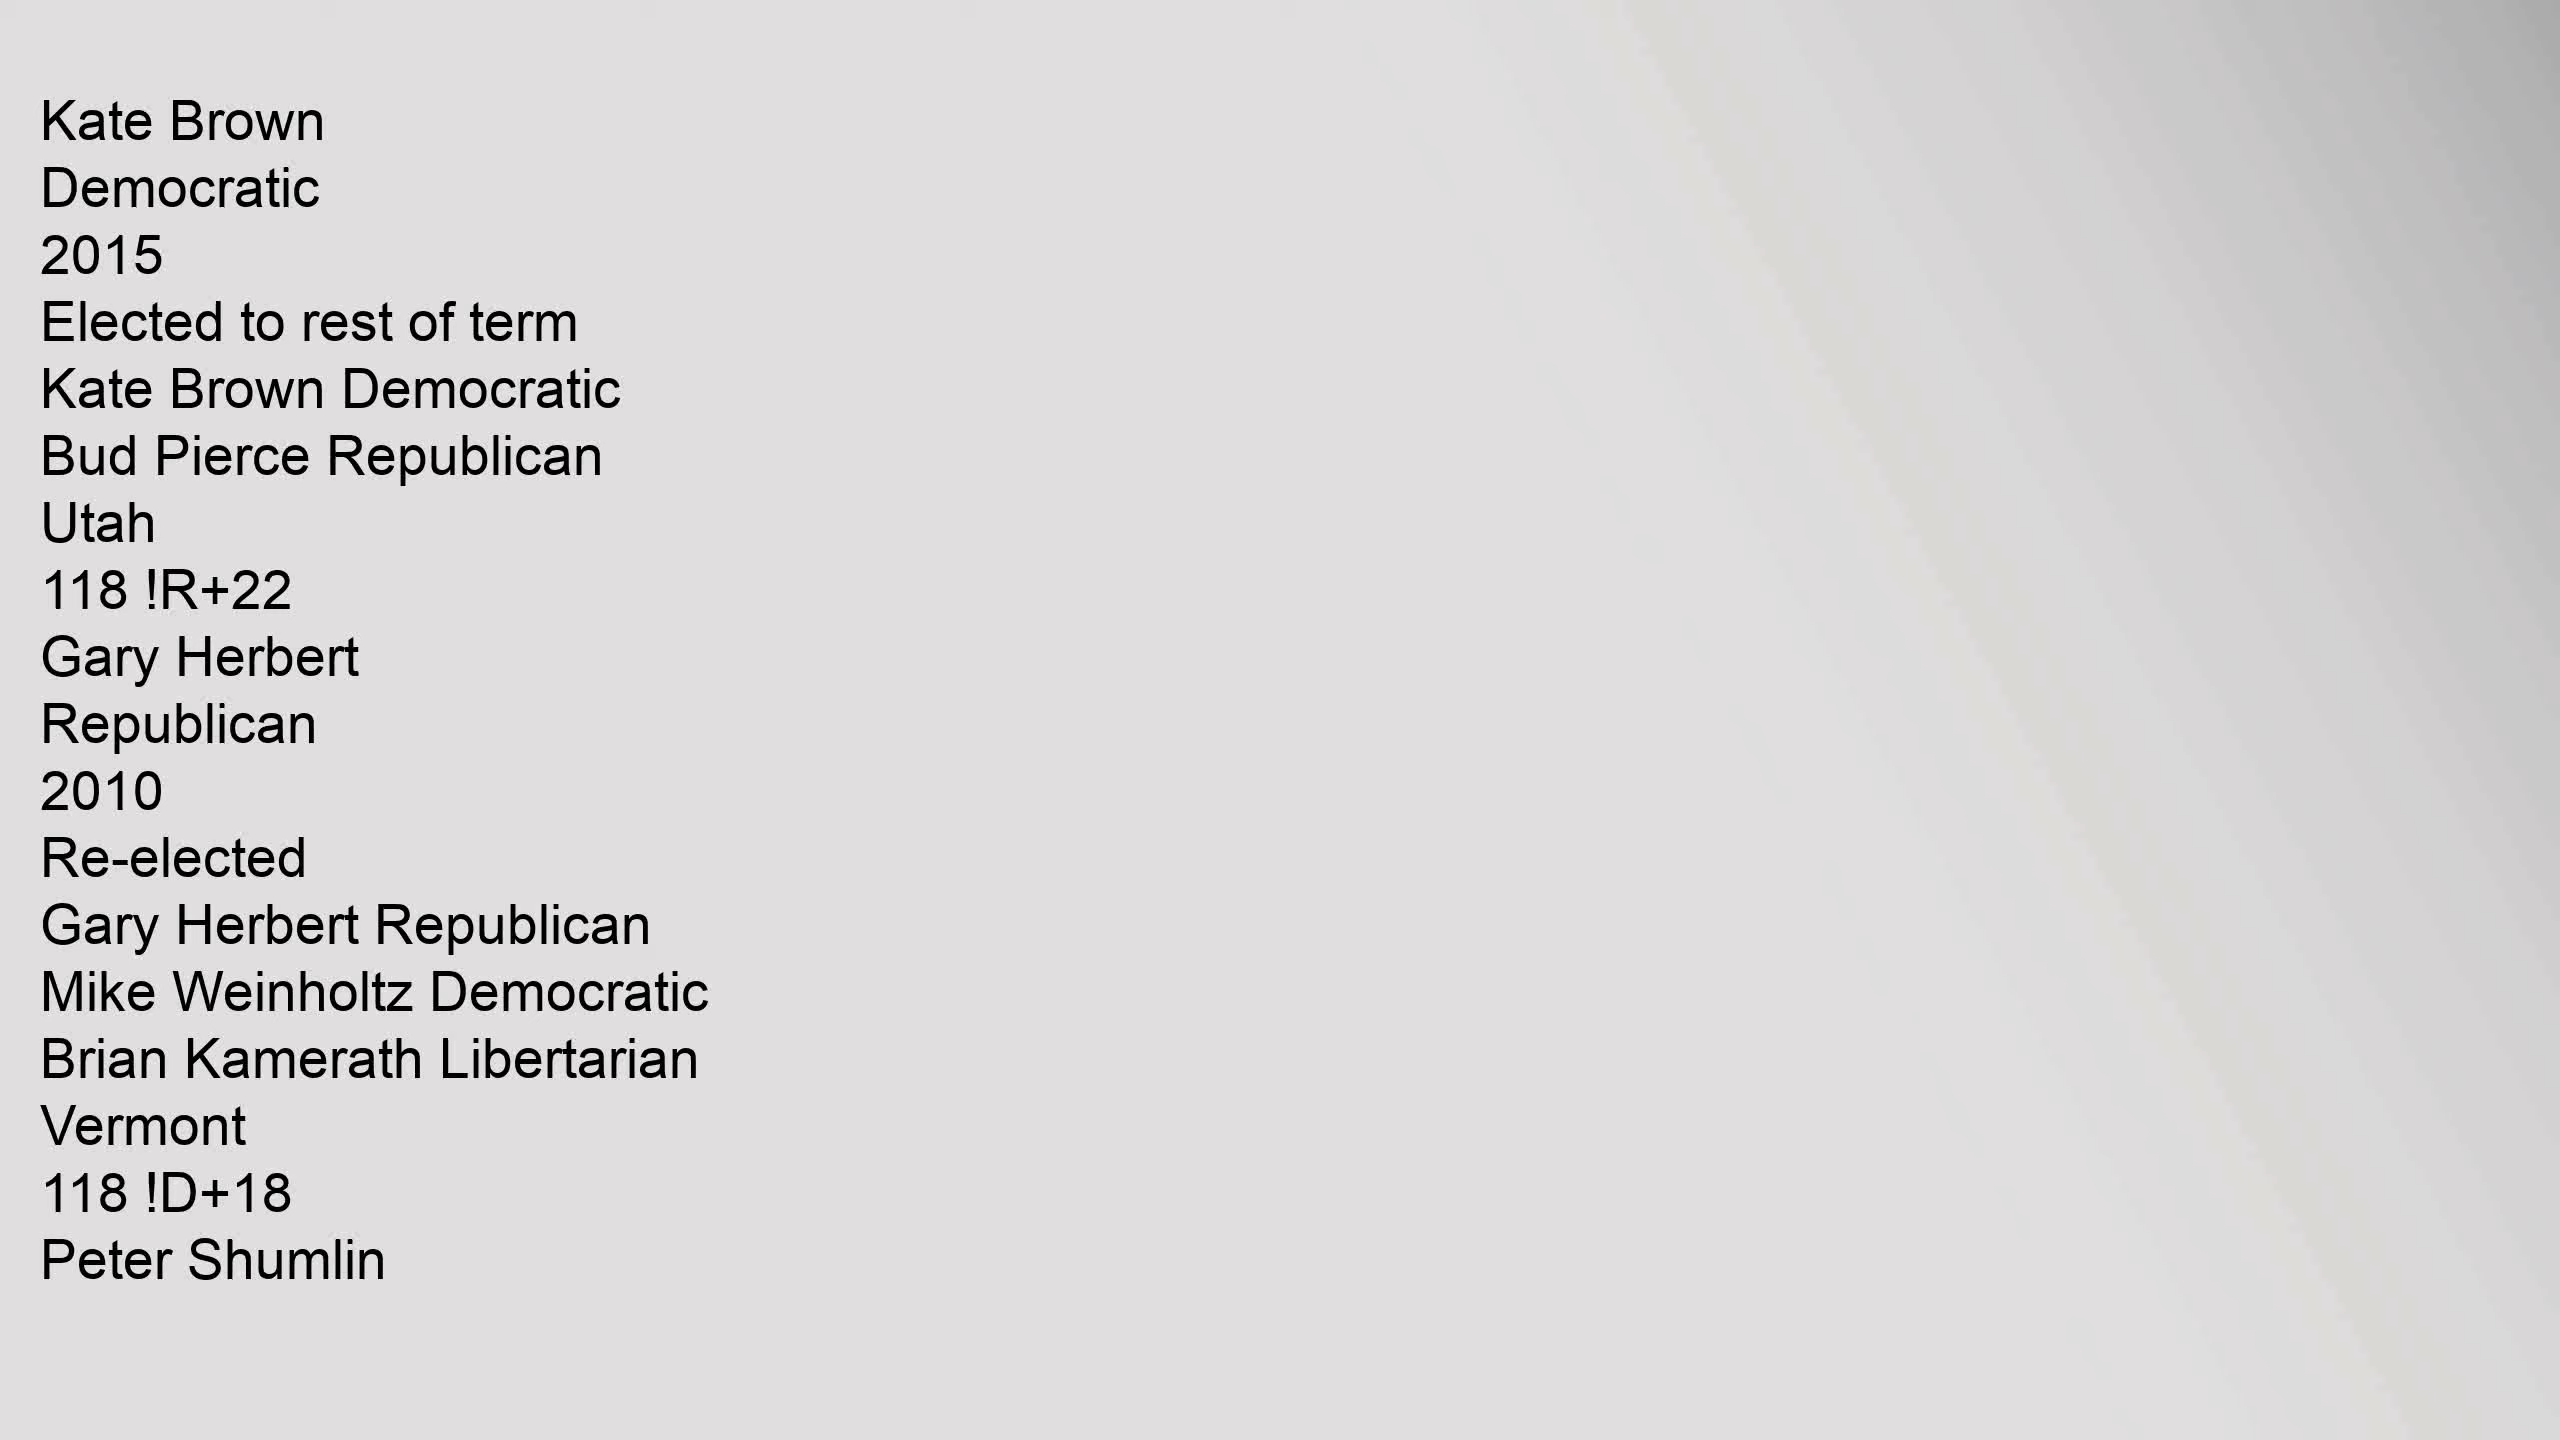 Kate Brown
Democratic
2015
Elected to rest of term
Kate Brown Democratic
Bud Pierce Republican
Utah
118 !R+22
Gary Herbert
Republican
2010
Re-elected
Gary Herbert Republican
Mike Weinholtz Democratic
Brian Kamerath Libertarian
Vermont
118 !D+18
Peter Shumlin